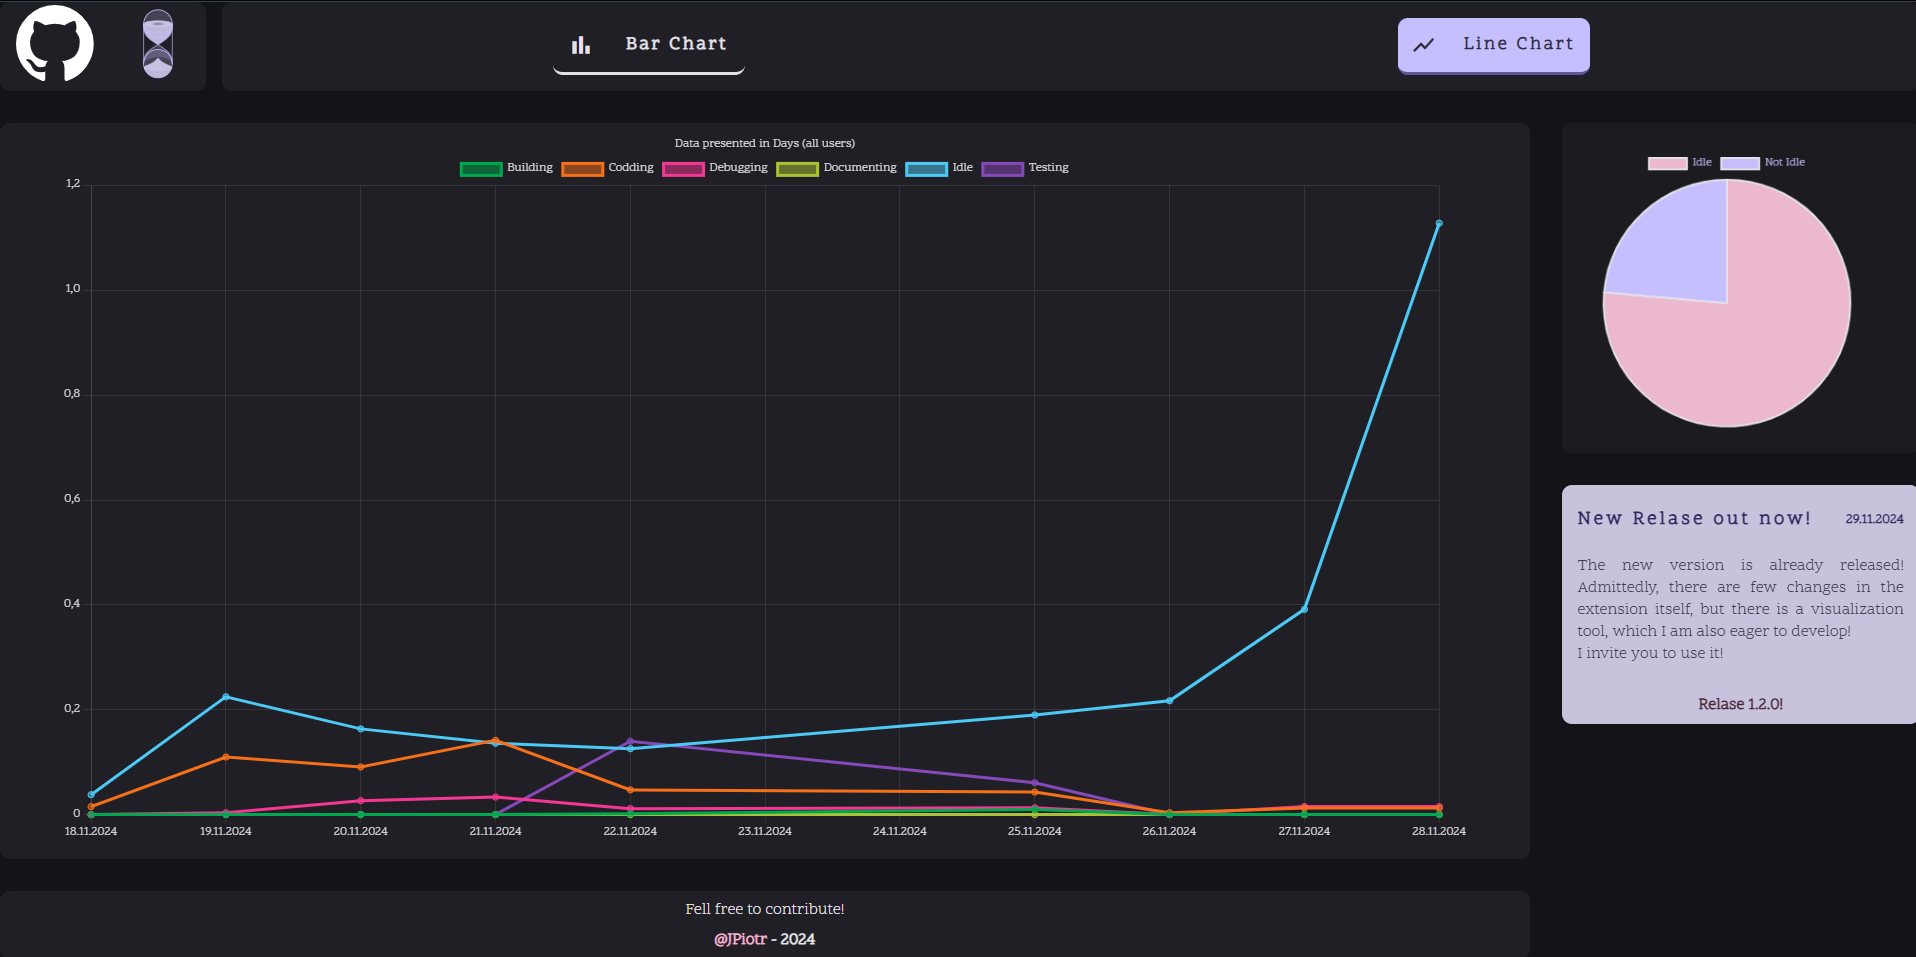 Bar Chart
Line Chart
Data presented in Days (all users)
Building Codding Debugging Documenting Idle Testing
1,2
1,0
0,8
0,6
0,4
0,2
0
18.11.2024 19.11.2024 20.11.2024 21.11.2024 22.11.2024 23.11.2024 24.11.2024 25.11.2024 26.11.2024 27.11.2024 28.11.2024
Idle Not Idle
New Relase out now! 29.11.2024
The new version is already released!
Admittedly, there are few changes in the
extension itself, but there is a visualization
tool, which I am also eager to develop!
I invite you to use it!
Relase 1.2.0!
Fell free to contribute!
@JPiotr - 2024